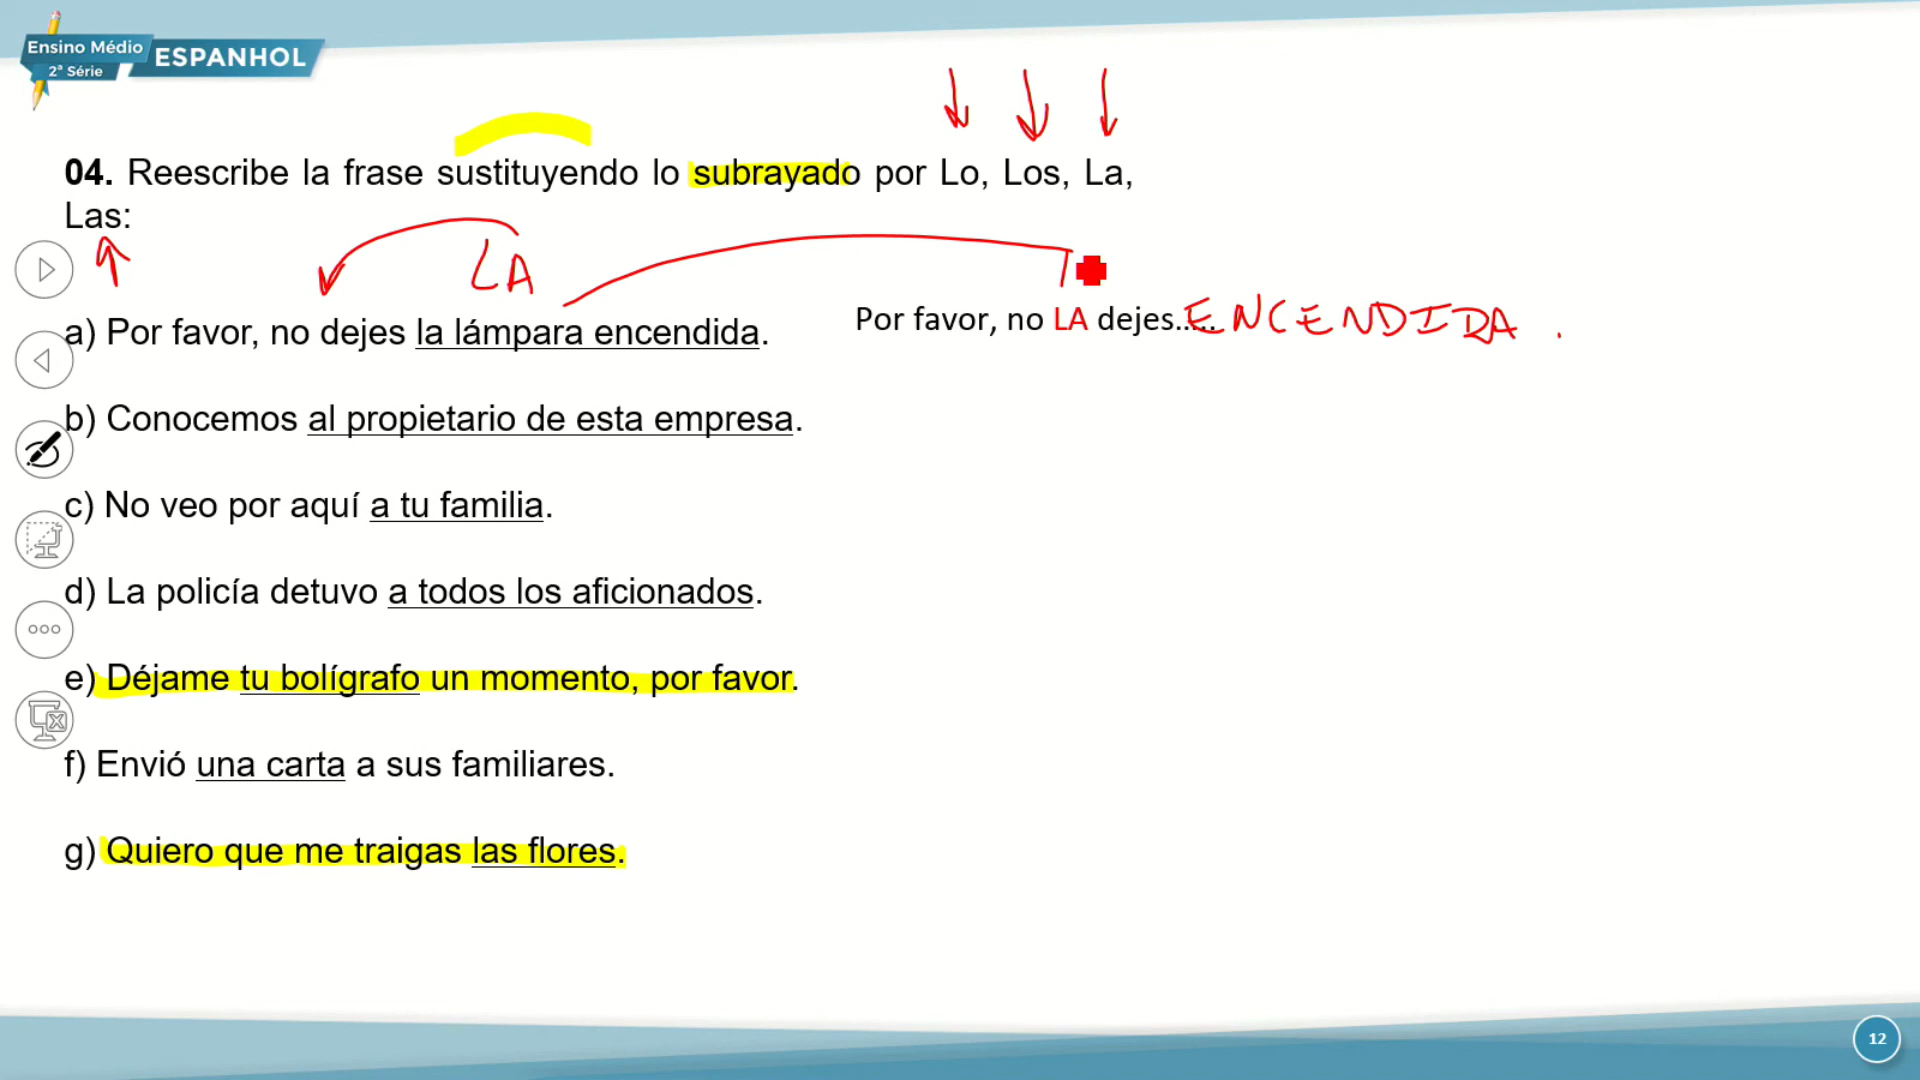 Ensino Médio
2ª Série
ESPANHOL
04. Reescribe la frase sustituyendo lo subrayado por Lo, Los, La,
Las:
LA
a) Por favor, no dejes la lámpara encendida.
Por favor, no LA dejes..... ENCENDIDA.
b) Conocemos al propietario de esta empresa.
c) No veo por aquí a tu familia.
d) La policía detuvo a todos los aficionados.
e) Déjame tu bolígrafo un momento, por favor.
f) Envió una carta a sus familiares.
g) Quiero que me traigas las flores.
12